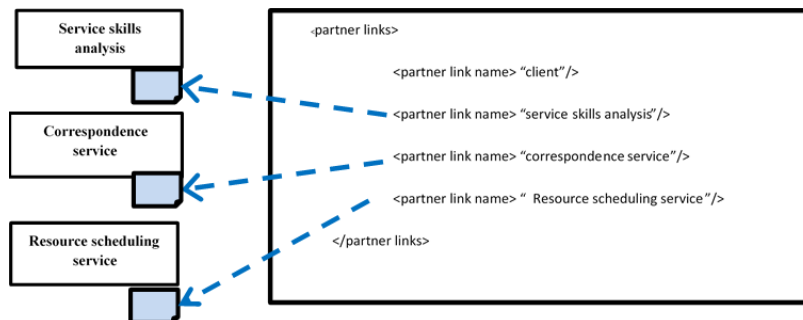 Service skills
analysis
Correspondence
service
Resource scheduling
service
<partner links>
<partner link name> “client”/>
<partner link name> “service skills analysis”/>
<partner link name> “correspondence service”/>
<partner link name> “ Resource scheduling service”/>
</partner links>